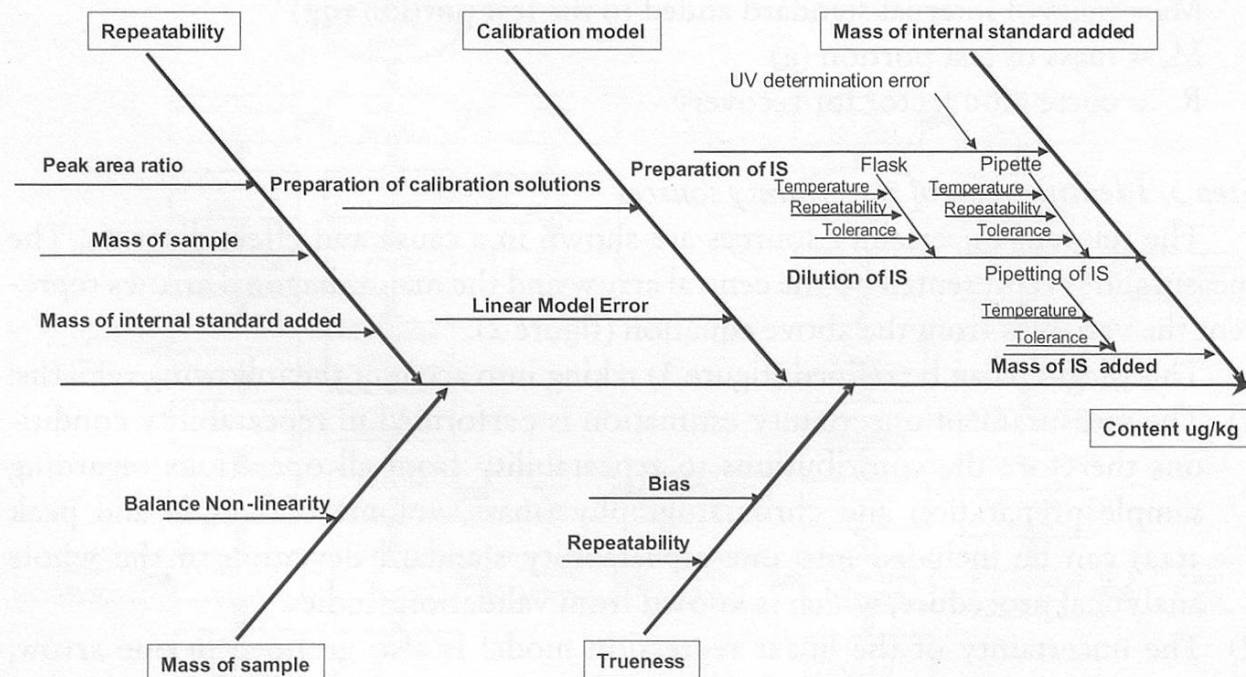 Repeatability
Calibration model
Mass of internal standard added
UV determination error
Peak area ratio
Preparation of IS
Flask
Pipette
Preparation of calibration solutions
Temperature
Temperature
Repeatability
Repeatability
Mass of sample
Tolerance
Tolerance
Dilution of IS
Pipetting of IS
Mass of internal standard added
Linear Model Error
Temperature
Tolerance
Mass of IS added
Content ug/kg
Balance Non-linearity
Bias
Repeatability
Mass of sample
Trueness